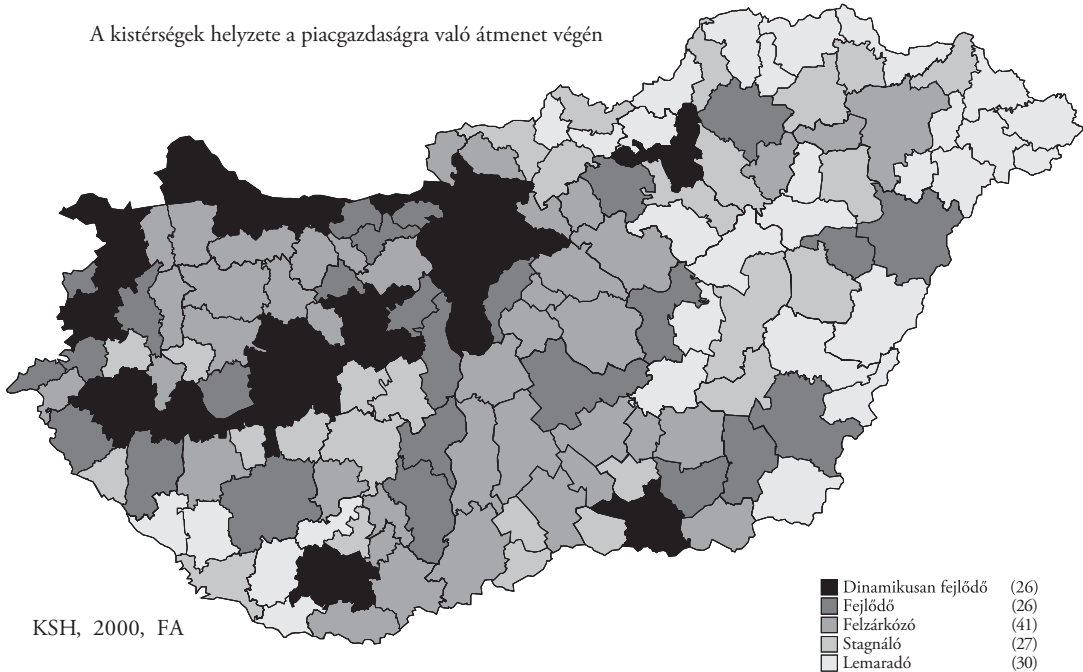 A kistérségek helyzete a piacgazdaságra való átmenet végén
Dinamikusan fejlődő (26)
Fejlődő (26)
Felzárkózó (41)
Stagnáló (27)
Lemaradó (30)
KSH, 2000, FA